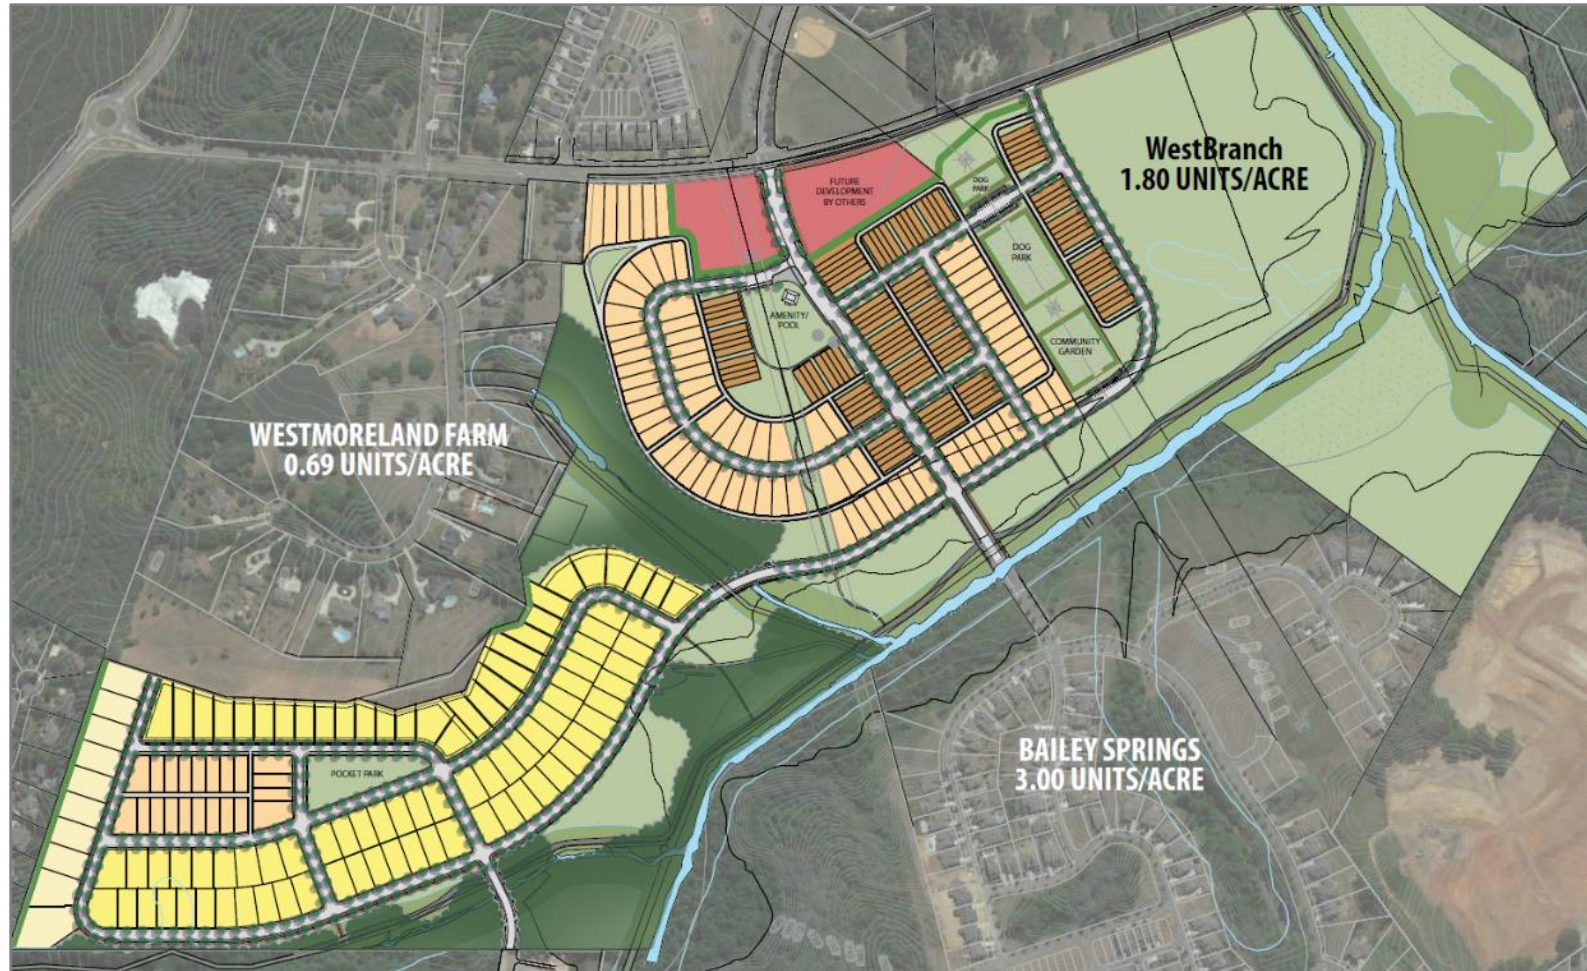 WestBranch
1.80 UNITS/ACRE
FUTURE
DEVELOPMENT
BY OTHERS
DOG
PARK
DOG
PARK
AMENITY/
POOL
COMMUNITY
GARDEN
WESTMORELAND FARM
0.69 UNITS/ACRE
POCKET PARK
BAILEY SPRINGS
3.00 UNITS/ACRE